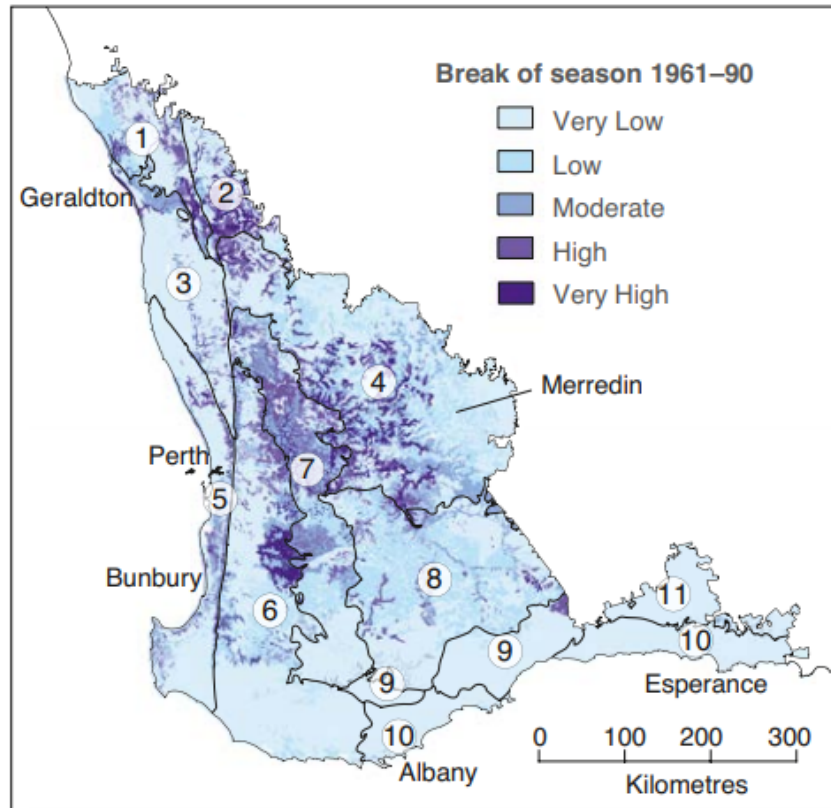 Break of season 1961–90
Very Low
Low
Moderate
High
Very High
1
Geraldton
2
3
4
Merredin
Perth
7
5
Bunbury
8
6
11
9
10
9
Esperance
10
Albany
0 100 200 300
Kilometres